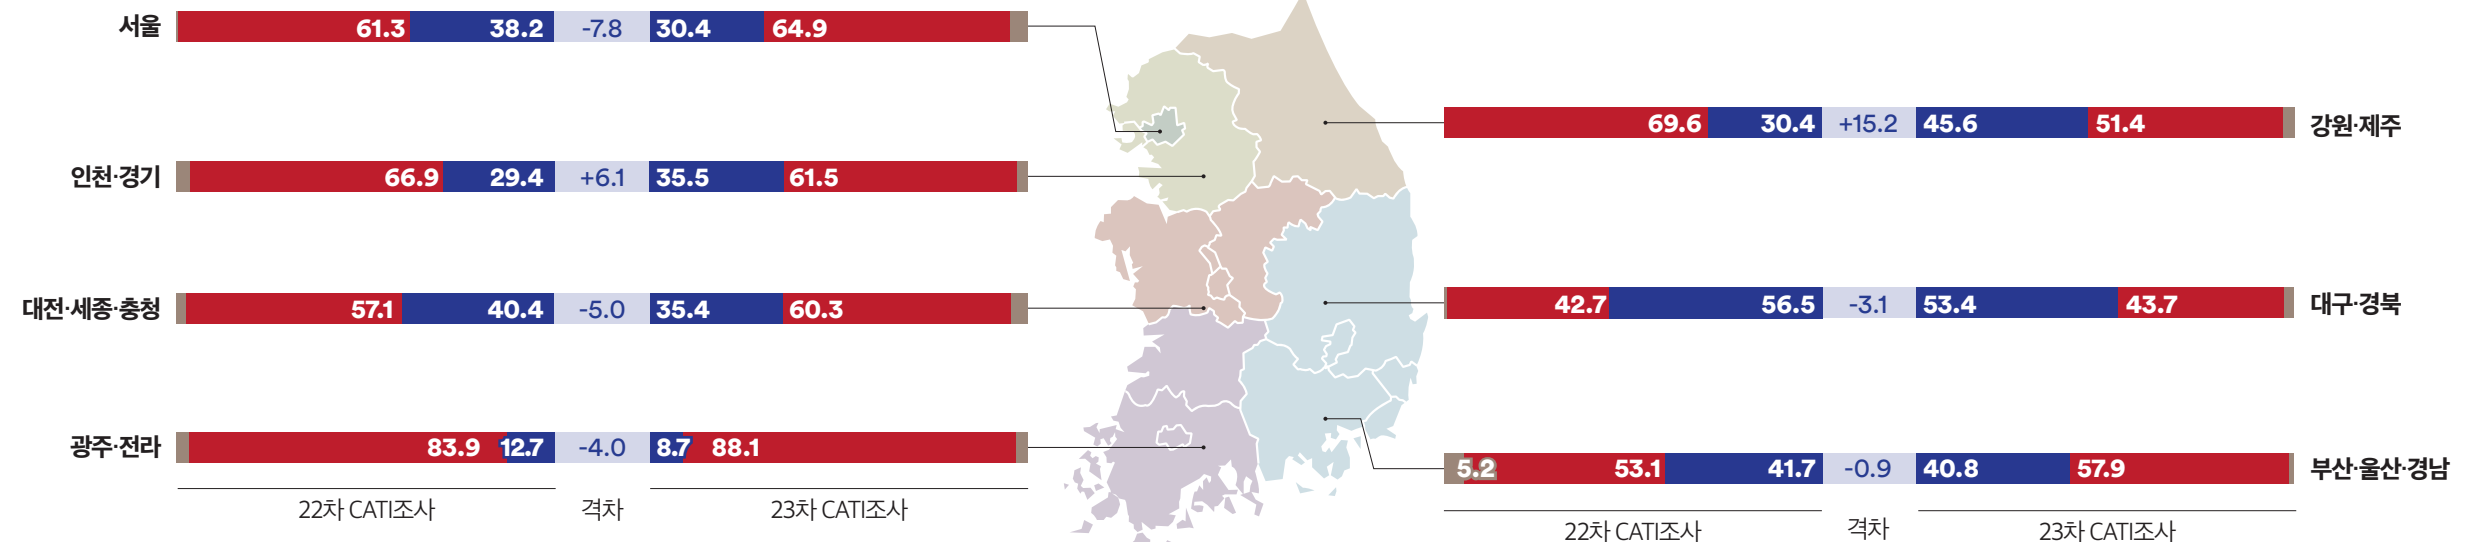 서울 61.3 38.2 -7.8 30.4 64.9
인천·경기 66.9 29.4 +6.1 35.5 61.5
대전·세종·충청 57.1 40.4 -5.0 35.4 60.3
광주·전라 83.9 12.7 -4.0 8.7 88.1
22차 CATI조사 격차 23차 CATI조사
69.6 30.4 +15.2 45.6 51.4 강원·제주
42.7 56.5 -3.1 53.4 43.7 대구·경북
5.2 53.1 41.7 -0.9 40.8 57.9 부산·울산·경남
22차 CATI조사 격차 23차 CATI조사